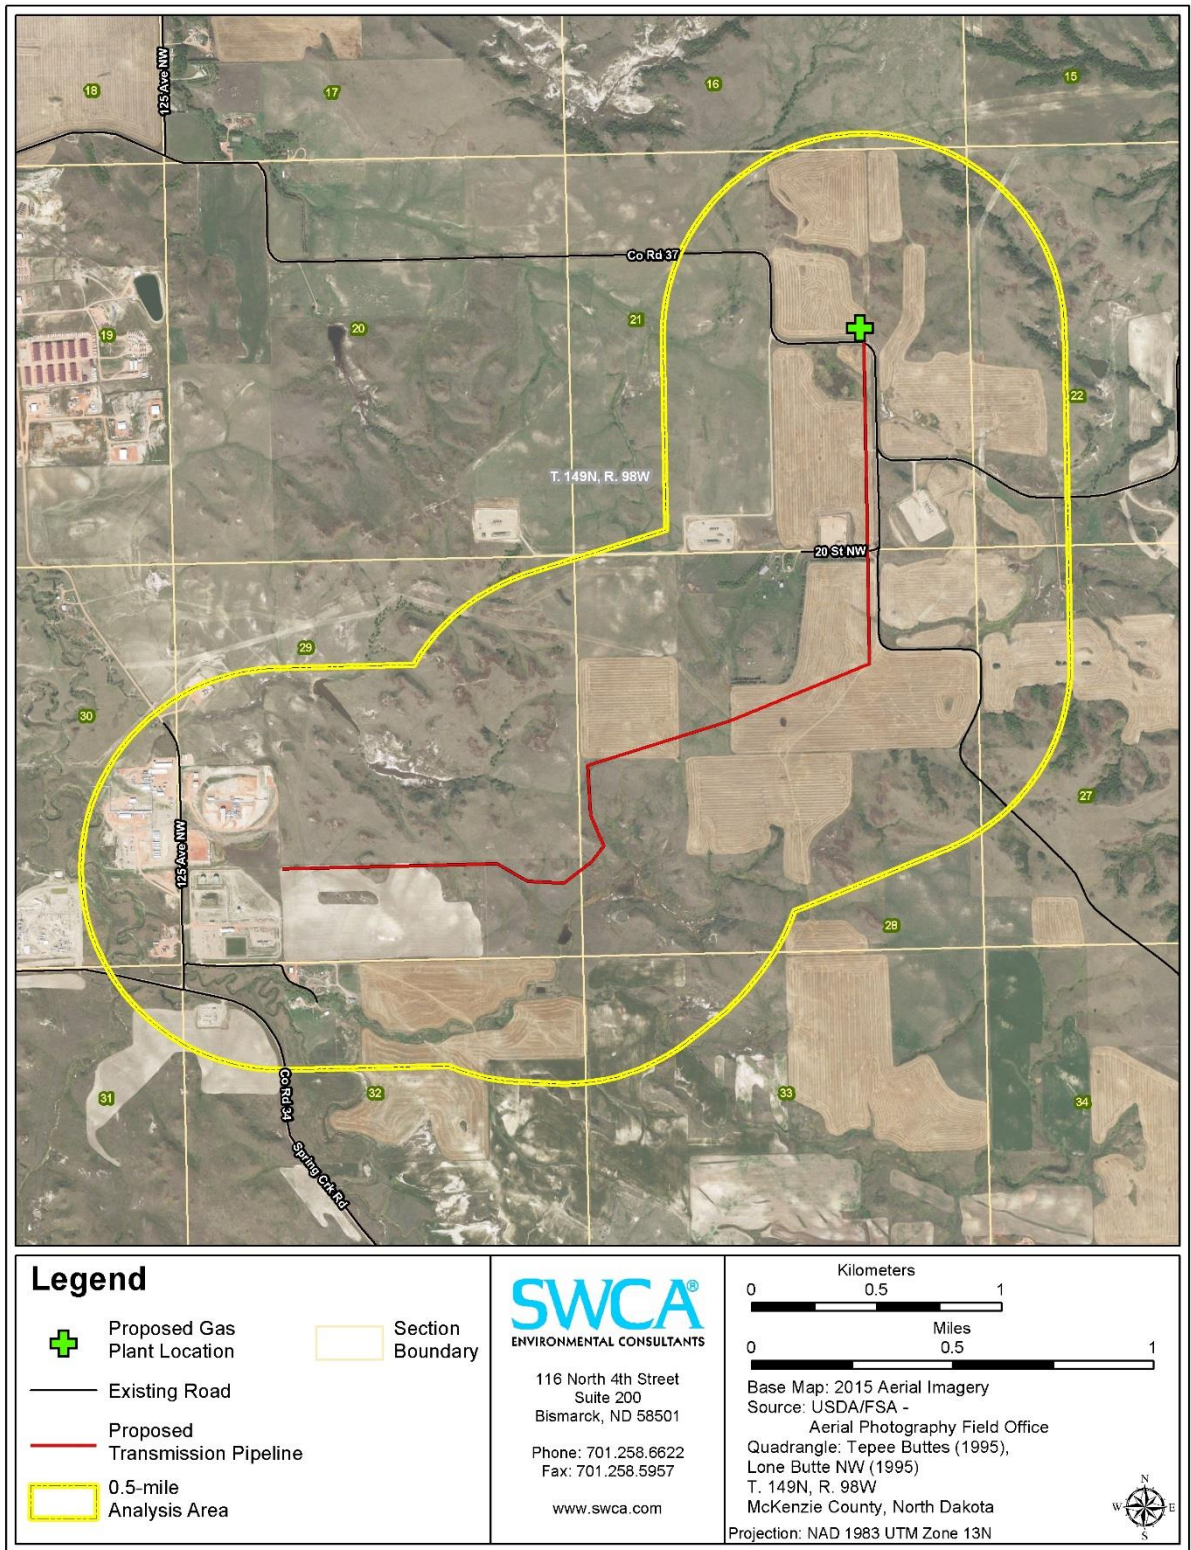 18
125 Ave NW
17
16
15
Co Rd 37
19
20
21
22
T. 149N, R. 98W
20 St NW
29
30
27
125 Ave NW
28
31
Co Rd 34
32
33
34
Spring Crk Rd
Legend
Proposed Gas
Plant Location
Section
Boundary
Existing Road
Proposed
Transmission Pipeline
0.5-mile
Analysis Area
SWCA®
ENVIRONMENTAL CONSULTANTS
116 North 4th Street
Suite 200
Bismarck, ND 58501
Phone: 701.258.6622
Fax: 701.258.5957
www.swca.com
Kilometers
0 0.5 1
Miles
0 0.5 1
Base Map: 2015 Aerial Imagery
Source: USDA/FSA -
Aerial Photography Field Office
Quadrangle: Tepee Buttes (1995),
Lone Butte NW (1995)
T. 149N, R. 98W
McKenzie County, North Dakota
Projection: NAD 1983 UTM Zone 13N
N
W E
S